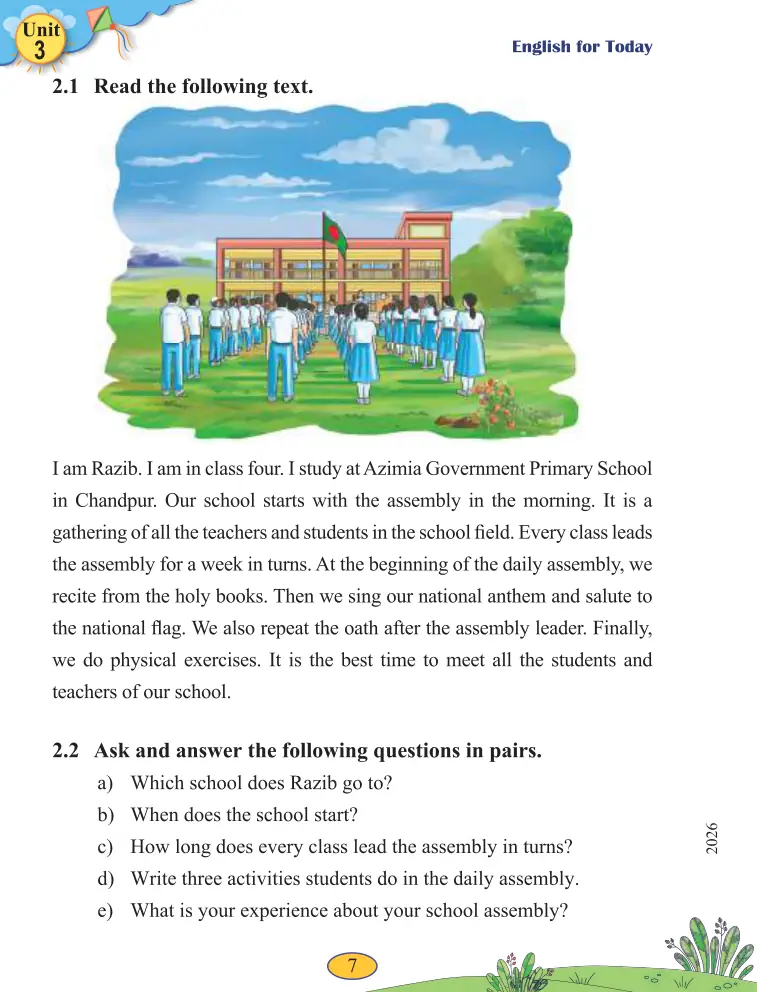 Unit
3
English for Today
2.1 Read the following text.
I am Razib. I am in class four. I study at Azimia Government Primary School
in Chandpur. Our school starts with the assembly in the morning. It is a
gathering of all the teachers and students in the school field. Every class leads
the assembly for a week in turns. At the beginning of the daily assembly, we
recite from the holy books. Then we sing our national anthem and salute to
the national flag. We also repeat the oath after the assembly leader. Finally,
we do physical exercises. It is the best time to meet all the students and
teachers of our school.
2.2 Ask and answer the following questions in pairs.
a) Which school does Razib go to?
b) When does the school start?
c) How long does every class lead the assembly in turns?
d) Write three activities students do in the daily assembly.
e) What is your experience about your school assembly?
2026
7